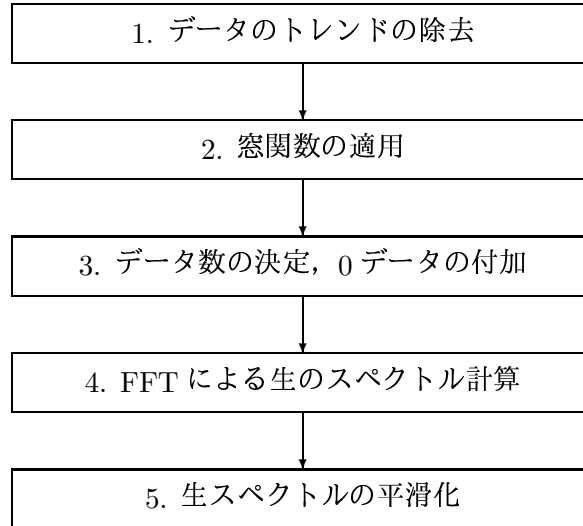 1. データのトレンドの除去
2. 窓関数の適用
3. データ数の決定，0 データの付加
4. FFT による生のスペクトル計算
5. 生スペクトルの平滑化